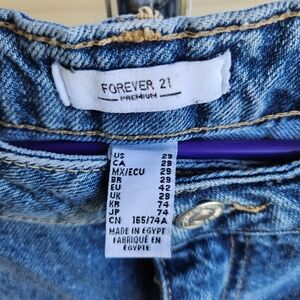 FOREVER 21
PREMIUM
US 29
CA 29
MX/ECU 29
BR 29
EU 42
UK 29
KR 74
JP 74
CN 165/74A
MADE IN EGYPT
FABRIQUÉ EN
ÉGYPTE